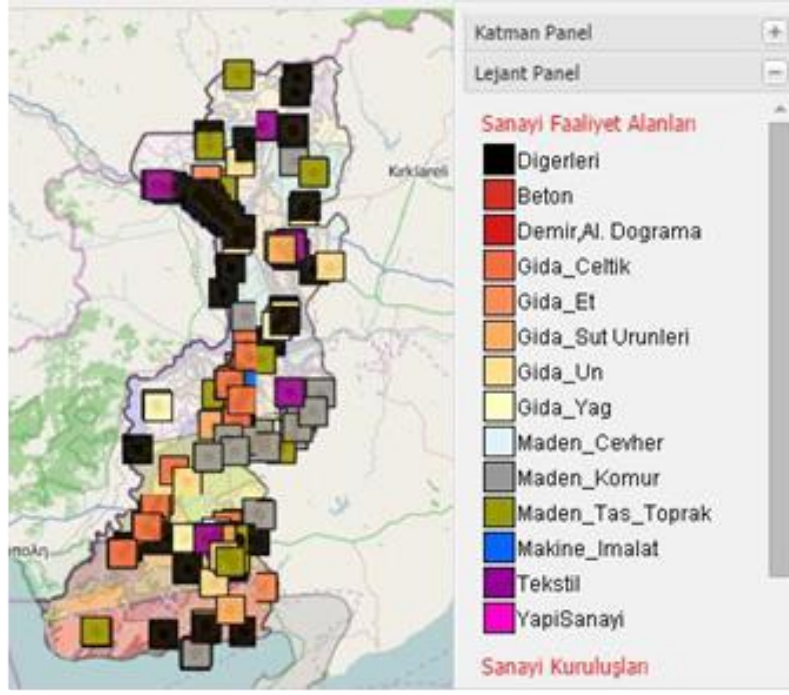 Katman Panel
Lejant Panel
Sanayi Faaliyet Alanları
Digerleri
Beton
Demir,Al. Dograma
Gida_Celtik
Gida_Et
Gida_Sut Urunleri
Gida_Un
Gida_Yag
Maden_Cevher
Maden_Komur
Maden_Tas_Toprak
Makine_Imalat
Tekstil
YapiSanayi
Sanayi Kuruluşları
Kırklareli
πολη